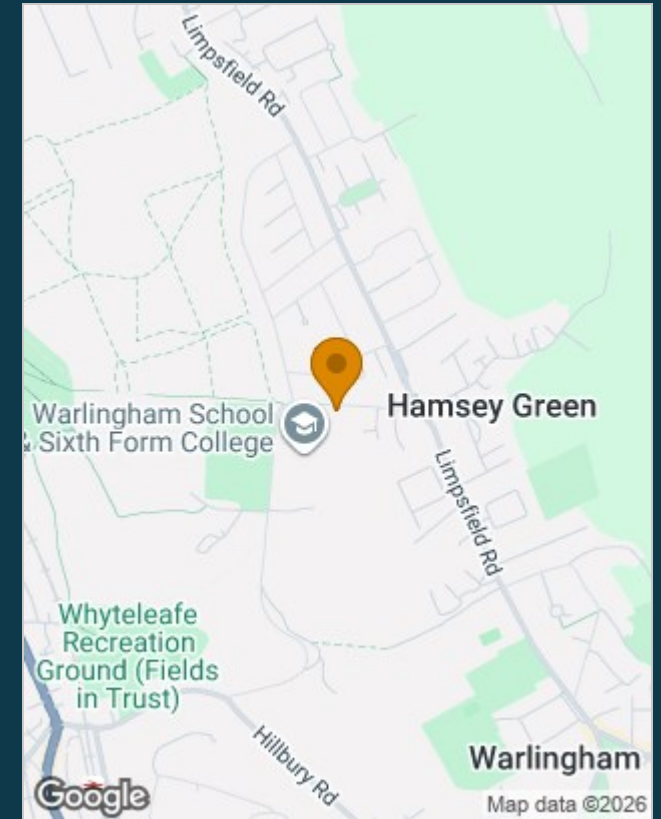 Limpsfield Rd
Hamsey Green
Warlingham School
& Sixth Form College
Limpsfield Rd
Whyteleafe
Recreation
Ground (Fields
in Trust)
Hillbury Rd
Warlingham
Google
Map data ©2026